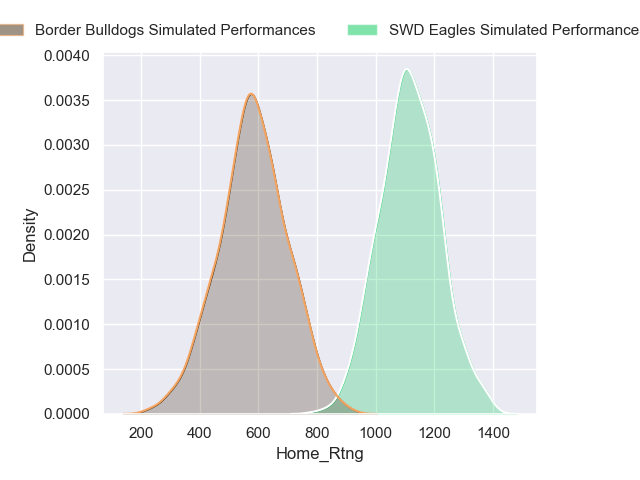 Border Bulldogs Simulated Performances
SWD Eagles Simulated Performance
0.0040
0.0035
0.0030
0.0025
0.0020
0.0015
0.0010
0.0005
0.0000
Density
200 400 600 800 1000 1200 1400
Home_Rtng